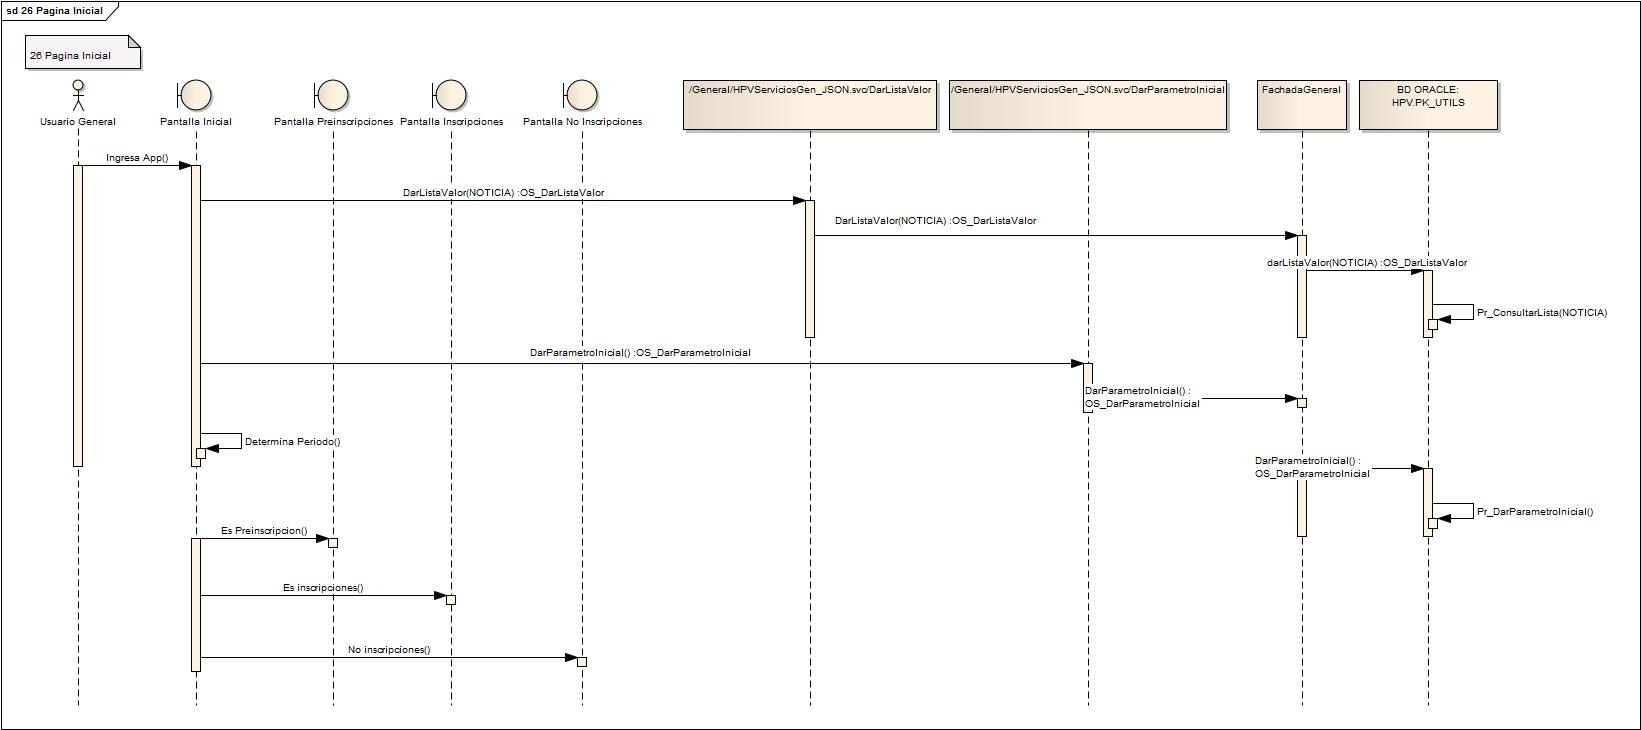 sd 26 Pagina Inicial
26 Pagina Inicial
Usuario General
Pantalla Inicial
Pantalla Preinscripciones
Pantalla Inscripciones
Pantalla No Inscripciones
/General/HPVServiciosGen_JSON.svc/DarListaValor
/General/HPVServiciosGen_JSON.svc/DarParametroInicial
FachadaGeneral
BD ORACLE:
HPV.PK_UTILS
Ingresa App()
DarListaValor(NOTICIA) :OS_DarListaValor
DarListaValor(NOTICIA) :OS_DarListaValor
darListaValor(NOTICIA) :OS_DarListaValor
Pr_ConsultarLista(NOTICIA)
DarParametroInicial() :OS_DarParametroInicial
DarParametroInicial() :
OS_DarParametroInicial
Determina Periodo()
DarParametroInicial() :
OS_DarParametroInicial
Pr_DarParametroInicial()
Es Preinscripcion()
Es inscripciones()
No inscripciones()